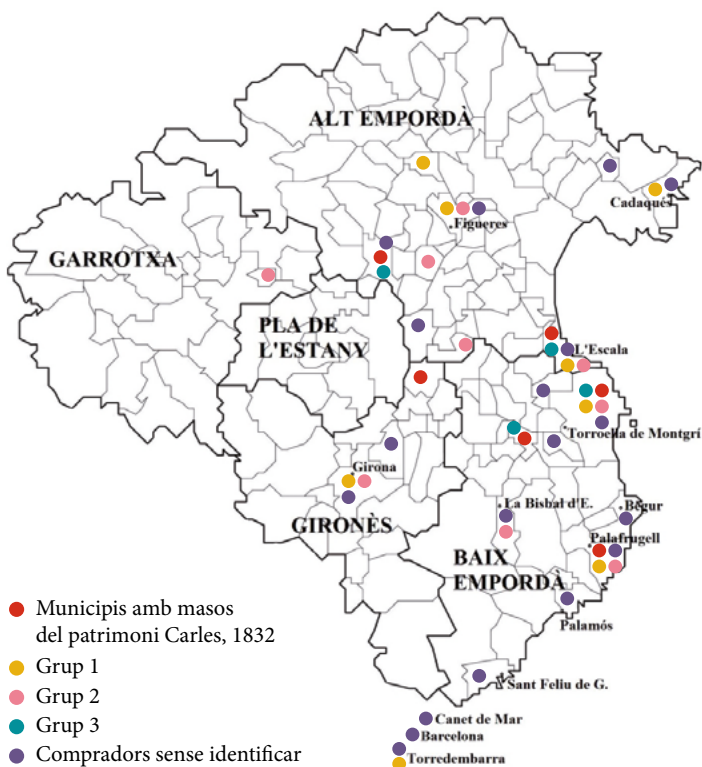 ALT EMPORDÀ
Cadaqués
Figueres
GARROTXA
PLA DE
L'ESTANY
L'Escala
Torroella de Montgrí
Girona
La Bisbal d'E.
Begur
GIRONÈS
Palafrugell
BAIX
EMPORDÀ
Palamós
Sant Feliu de G.
Canet de Mar
Barcelona
Torredembarra
Municipis amb masos
del patrimoni Carles, 1832
Grup 1
Grup 2
Grup 3
Compradors sense identificar